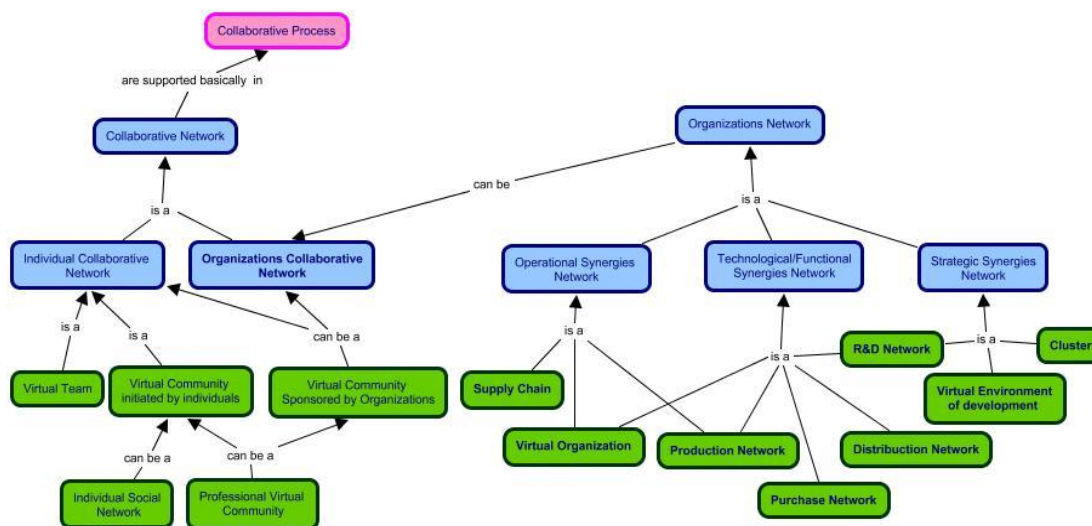 Collaborative Process
are supported basically in
Collaborative Network
Organizations Network
can be
is a
is a
Individual Collaborative
Network
Organizations Collaborative
Network
Operational Synergies
Network
Technological/Functional
Synergies Network
Strategic Synergies
Network
is a
is a
can be a
is a
is a
is a
R&D Network
Cluster
Virtual Team
Virtual Community
initiated by individuals
Virtual Community
Sponsored by Organizations
Supply Chain
Virtual Environment
of development
Virtual Organization
Production Network
Distribuction Network
can be a
can be a
Individual Social
Network
Professional Virtual
Community
Purchase Network